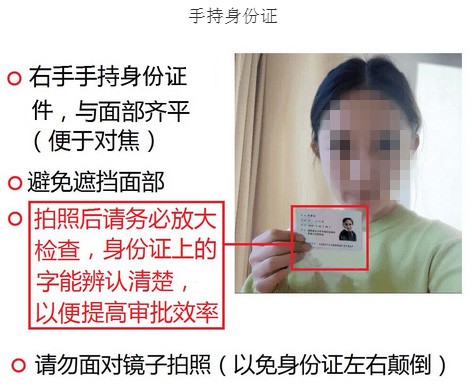 手持身份证
右手手持身份证
件，与面部齐平
（便于对焦）
避免遮挡面部
拍照后请务必放大
检查，身份证上的
字能辨认清楚，
以便提高审批效率
请勿面对镜子拍照（以免身份证左右颠倒）